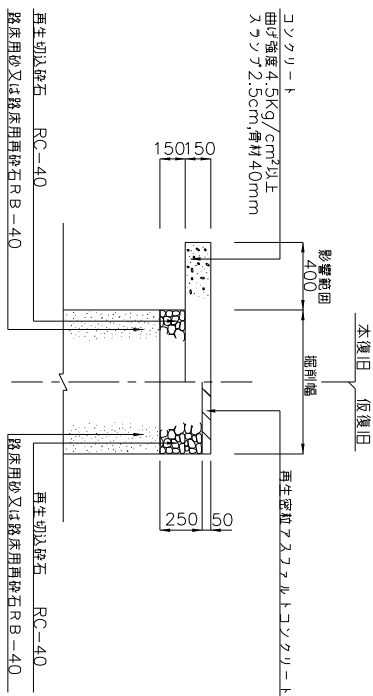 本復旧　仮復旧
影響範囲
400
掘削幅
コンクリート
曲げ強度4.5Kg/cm²以上
スランプ2.5cm,骨材40mm
再生密粒アスファルトコンクリート
150 150
250 50
再生切込砕石　RC-40
路床用砂又は路床用再砕石RB-40
再生切込砕石　RC-40
路床用砂又は路床用再砕石RB-40